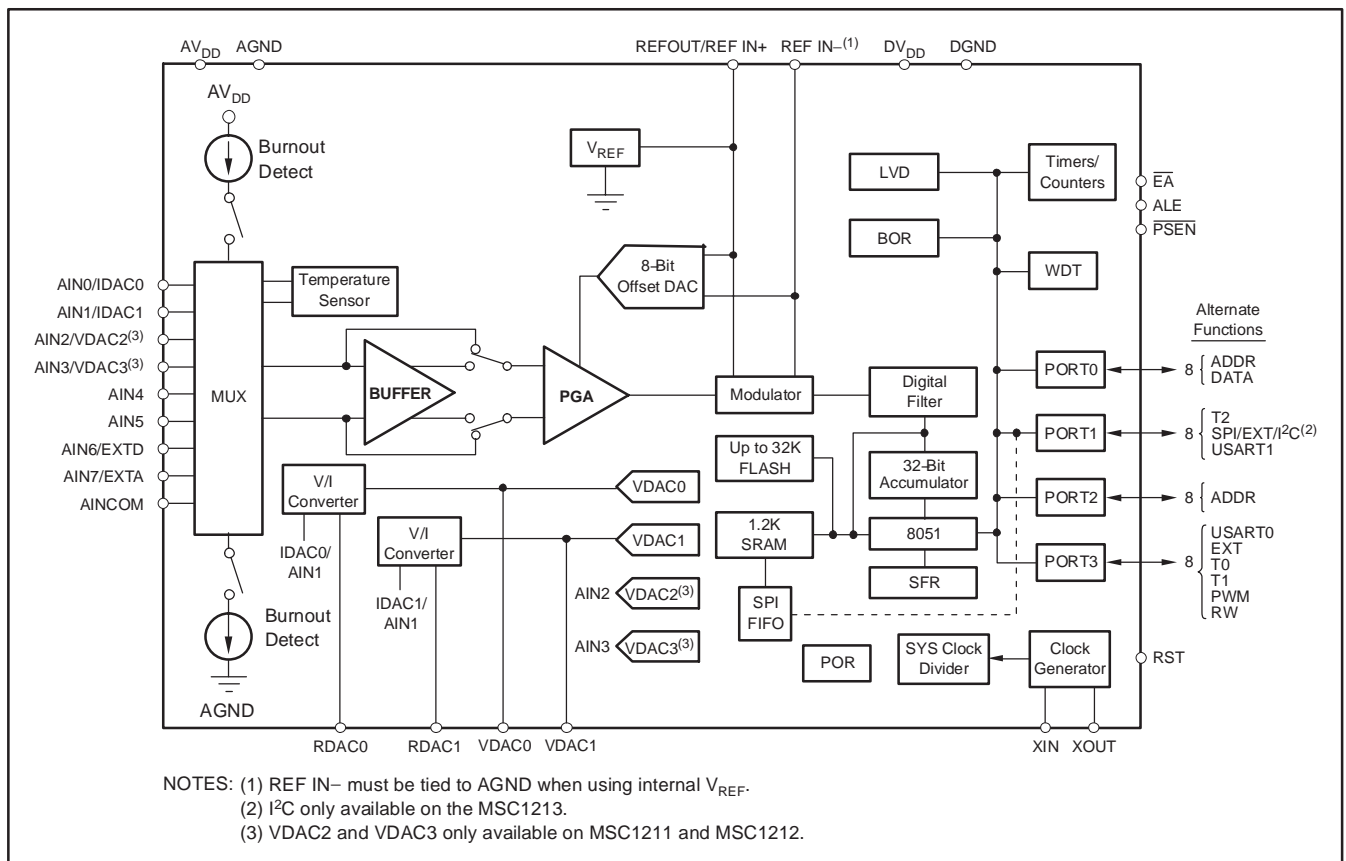 AVDD
AGND
REFOUT/REF IN+
REF IN−(1)
DVDD
DGND
AVDD
Burnout
Detect
VREF
LVD
Timers/
Counters
EA
ALE
PSEN
BOR
WDT
8-Bit
Offset DAC
Temperature
Sensor
AIN0/IDAC0
AIN1/IDAC1
AIN2/VDAC2(3)
AIN3/VDAC3(3)
AIN4
AIN5
AIN6/EXTD
AIN7/EXTA
AINCOM
MUX
BUFFER
PGA
Modulator
Digital
Filter
Alternate
Functions
PORT0
8
ADDR
DATA
PORT1
8
T2
SPI/EXT/I2C(2)
USART1
PORT2
8
ADDR
PORT3
8
USART0
EXT
T0
T1
PWM
RW
Up to 32K
FLASH
32-Bit
Accumulator
1.2K
SRAM
8051
SFR
SPI
FIFO
V/I
Converter
IDAC0/
AIN1
V/I
Converter
IDAC1/
AIN1
VDAC0
VDAC1
AIN2
VDAC2(3)
AIN3
VDAC3(3)
Burnout
Detect
AGND
POR
SYS Clock
Divider
Clock
Generator
RST
RDAC0
RDAC1
VDAC0
VDAC1
XIN
XOUT
NOTES: (1) REF IN− must be tied to AGND when using internal VREF.
(2) I2C only available on the MSC1213.
(3) VDAC2 and VDAC3 only available on MSC1211 and MSC1212.